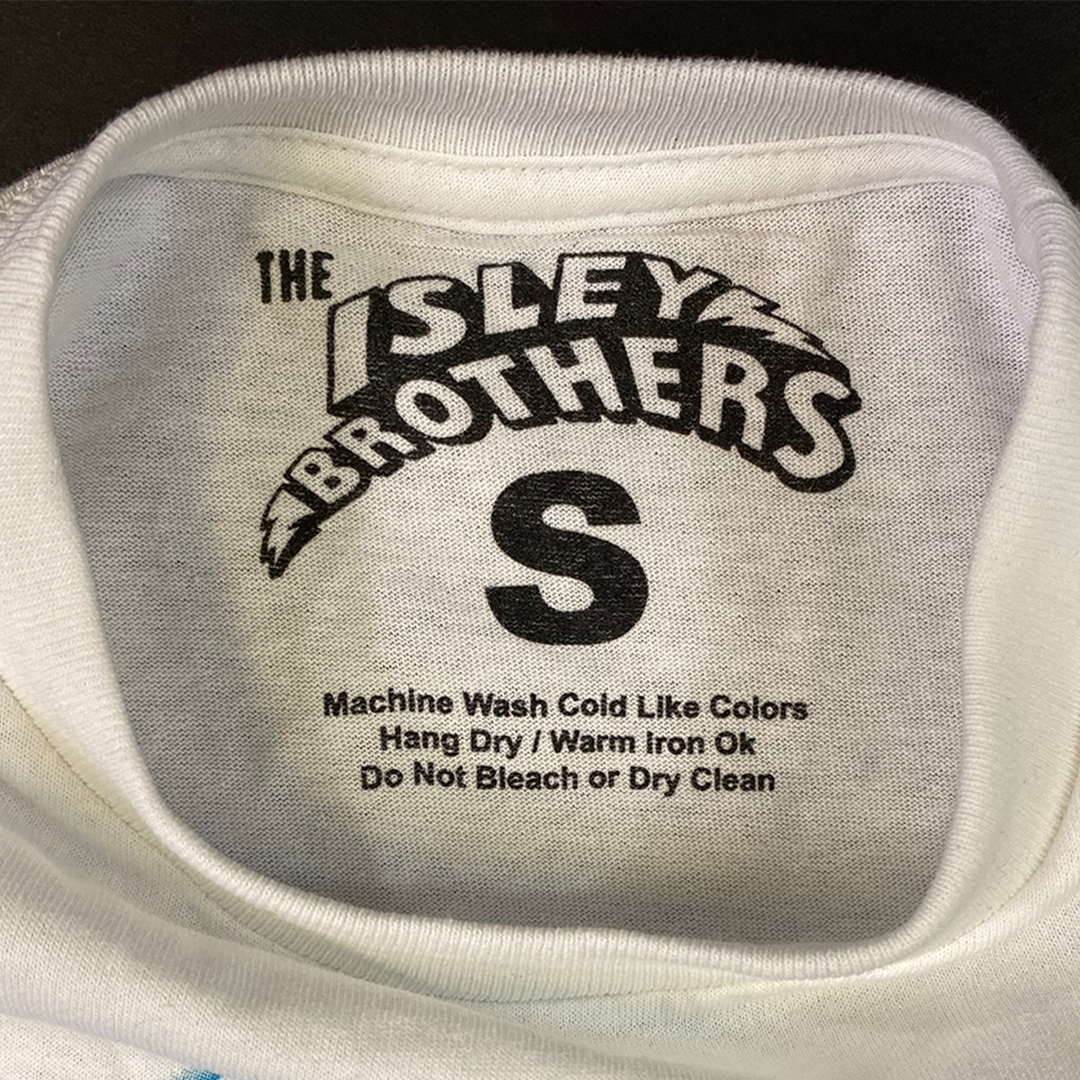 THE
ISLEY
BROTHERS
S
Machine Wash Cold Like Colors
Hang Dry / Warm Iron Ok
Do Not Bleach or Dry Clean